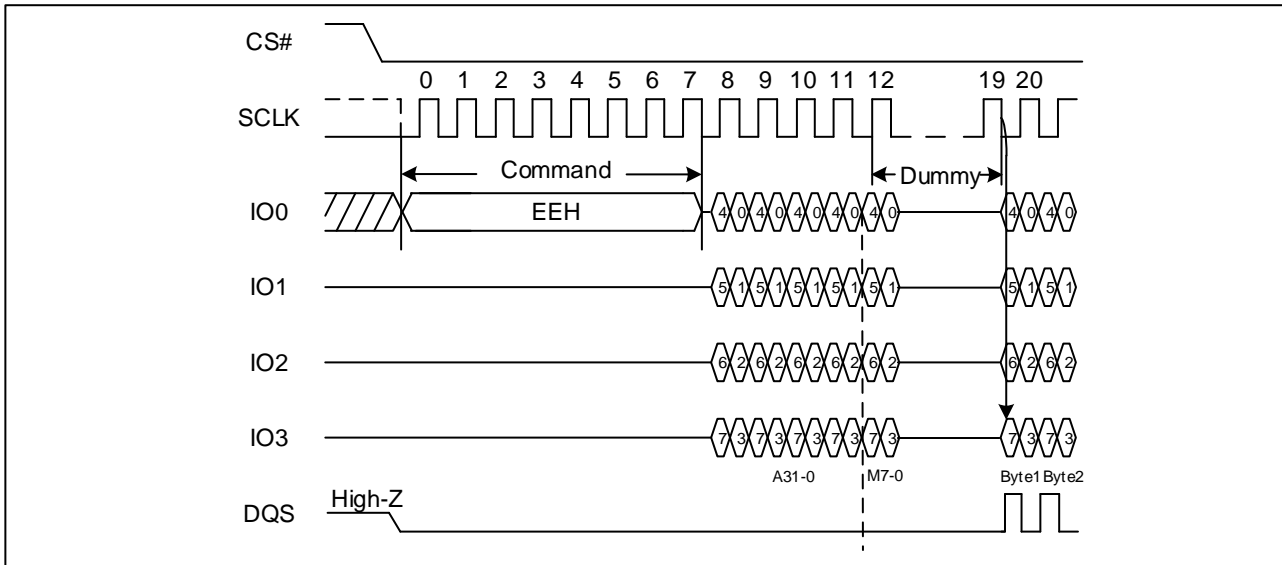 CS#
0 1 2 3 4 5 6 7 8 9 10 11 12 19 20
SCLK
Command
Dummy
IO0 EEH 4 0 4 0 4 0 4 0 4 0 4 0 4 0
IO1 5 1 5 1 5 1 5 1 5 1 5 1 5 1
IO2 6 2 6 2 6 2 6 2 6 2 6 2 6 2
IO3 7 3 7 3 7 3 7 3 7 3 7 3 7 3
A31-0 M7-0 Byte1 Byte2
High-Z
DQS